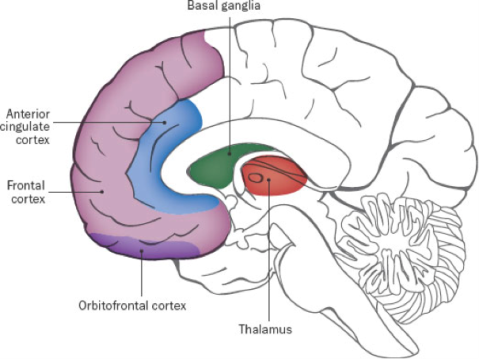 Basal ganglia
Anterior
cingulate
cortex
Frontal
cortex
Orbitofrontal cortex
Thalamus